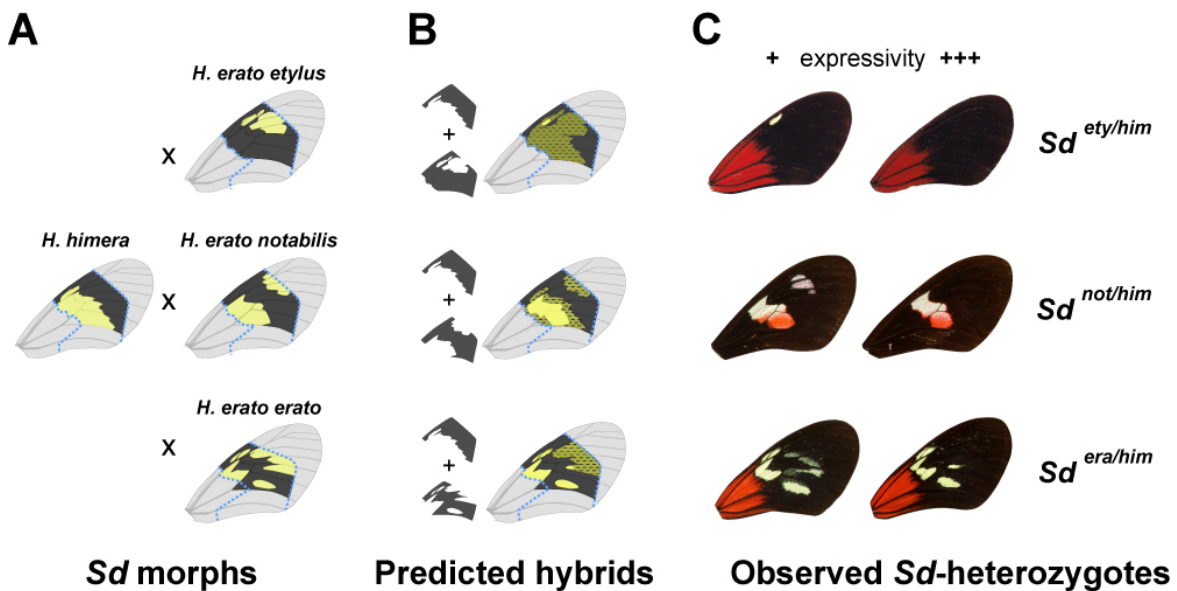 A
B
C
+ expressivity +++
H. erato etylus
X
+
Sd ety/him
H. himera
H. erato notabilis
X
+
Sd not/him
H. erato erato
X
+
Sd era/him
Sd morphs
Predicted hybrids
Observed Sd-heterozygotes